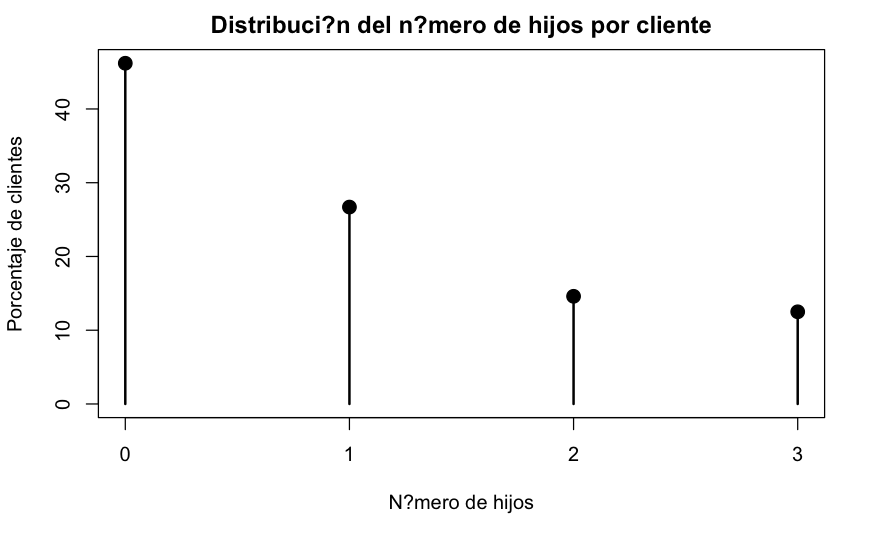 Distribuci?n del n?mero de hijos por cliente
Porcentaje de clientes
40
30
20
10
0
0 1 2 3
N?mero de hijos